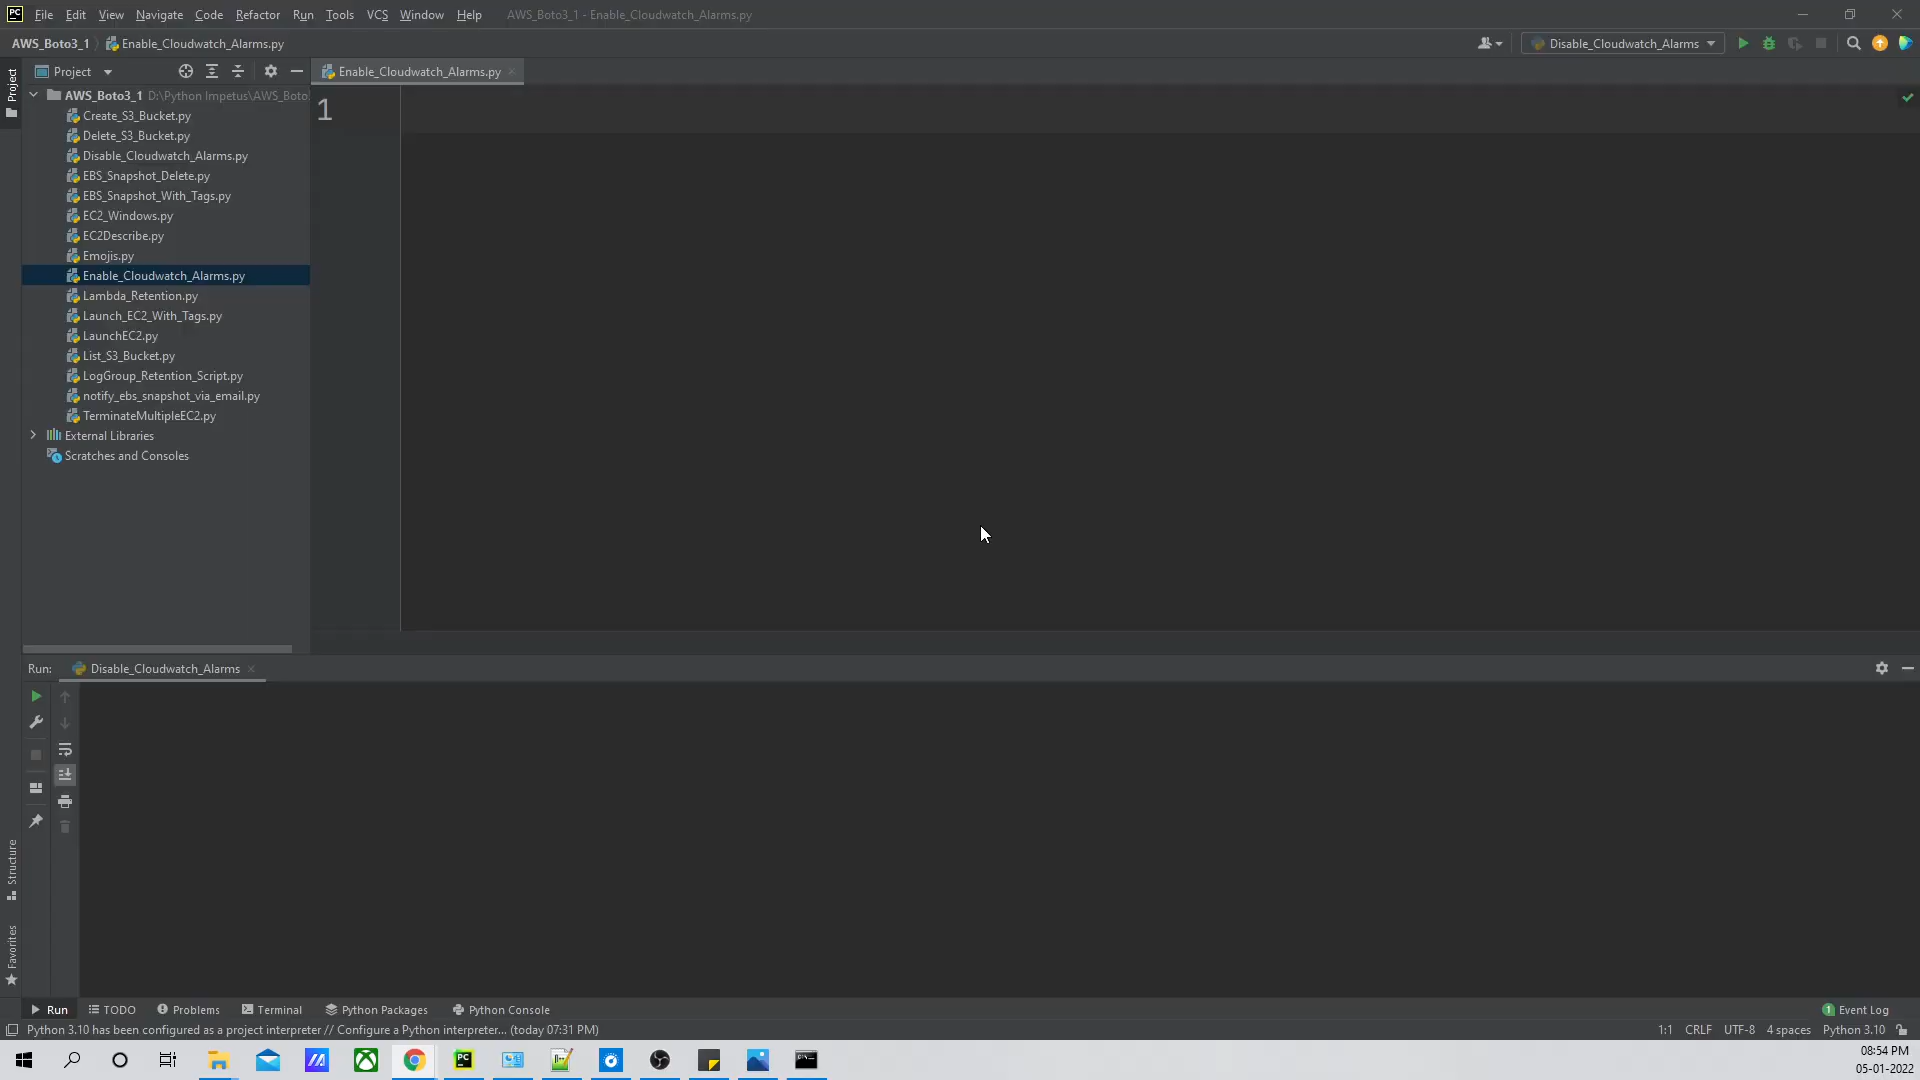 PC File Edit View Navigate Code Refactor Run Tools VCS Window Help AWS_Boto3_1 - Enable_Cloudwatch_Alarms.py
AWS_Boto3_1 Enable_Cloudwatch_Alarms.py Disable_Cloudwatch_Alarms
Project
Project
Enable_Cloudwatch_Alarms.py
1
AWS_Boto3_1 D:\Python Impetus\AWS_Boto
Create_S3_Bucket.py
Delete_S3_Bucket.py
Disable_Cloudwatch_Alarms.py
EBS_Snapshot_Delete.py
EBS_Snapshot_With_Tags.py
EC2_Windows.py
EC2Describe.py
Emojis.py
Enable_Cloudwatch_Alarms.py
Lambda_Retention.py
Launch_EC2_With_Tags.py
LaunchEC2.py
List_S3_Bucket.py
LogGroup_Retention_Script.py
notify_ebs_snapshot_via_email.py
TerminateMultipleEC2.py
External Libraries
Scratches and Consoles
Run: Disable_Cloudwatch_Alarms
Structure
Favorites
Run TODO Problems Terminal Python Packages Python Console 1 Event Log
Python 3.10 has been configured as a project interpreter // Configure a Python interpreter... (today 07:31 PM) 1:1 CRLF UTF-8 4 spaces Python 3.10
PC
08:54 PM
05-01-2022